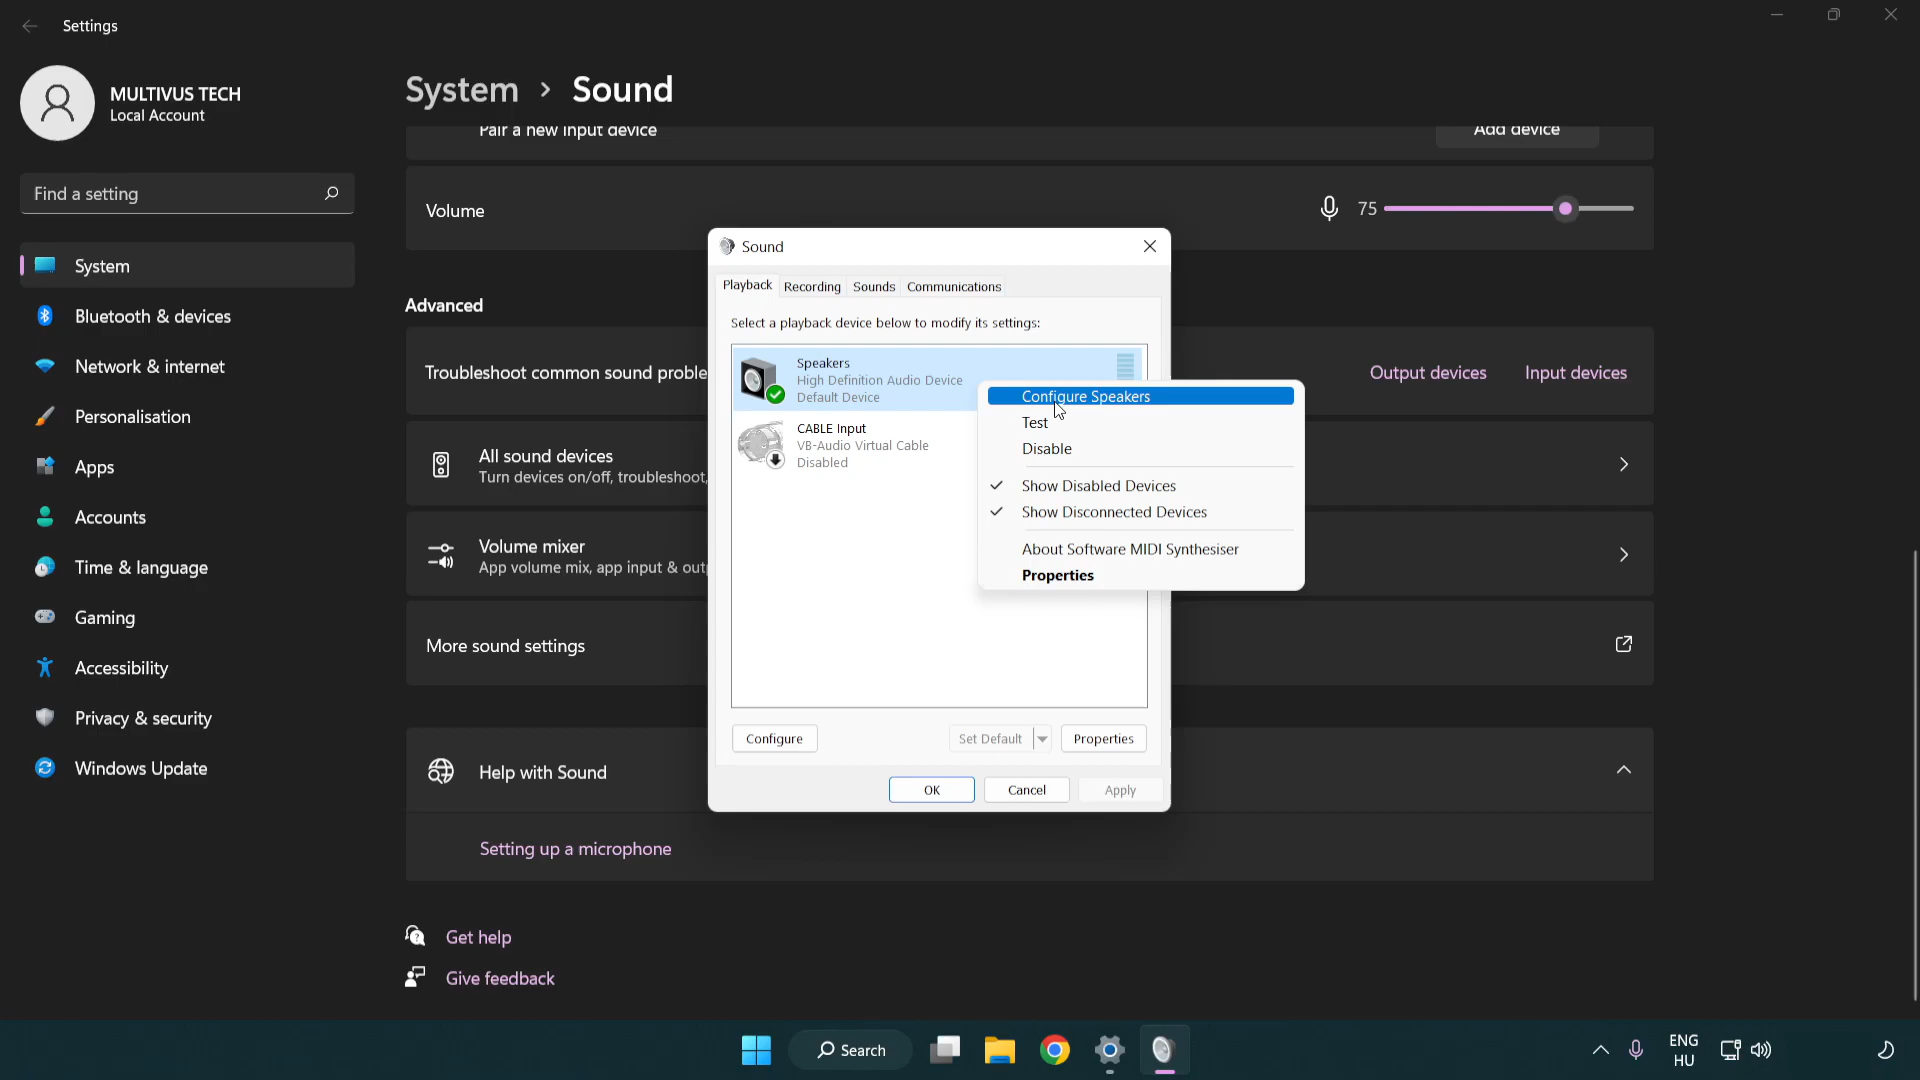 Settings
MULTIVUS TECH
Local Account
Find a setting
System
Bluetooth & devices
Network & internet
Personalisation
Apps
Accounts
Time & language
Gaming
Accessibility
Privacy & security
Windows Update
System > Sound
Pair a new input device
Add device
Volume
75
Advanced
Troubleshoot common sound proble
Output devices
Input devices
All sound devices
Turn devices on/off, troubleshoot,
Volume mixer
App volume mix, app input & outp
More sound settings
Help with Sound
Setting up a microphone
Get help
Give feedback
Sound
Playback
Recording
Sounds
Communications
Select a playback device below to modify its settings:
Speakers
High Definition Audio Device
Default Device
CABLE Input
VB-Audio Virtual Cable
Disabled
Configure Speakers
Test
Disable
Show Disabled Devices
Show Disconnected Devices
About Software MIDI Synthesiser
Properties
Configure
Set Default
Properties
OK
Cancel
Apply
Search
ENG
HU